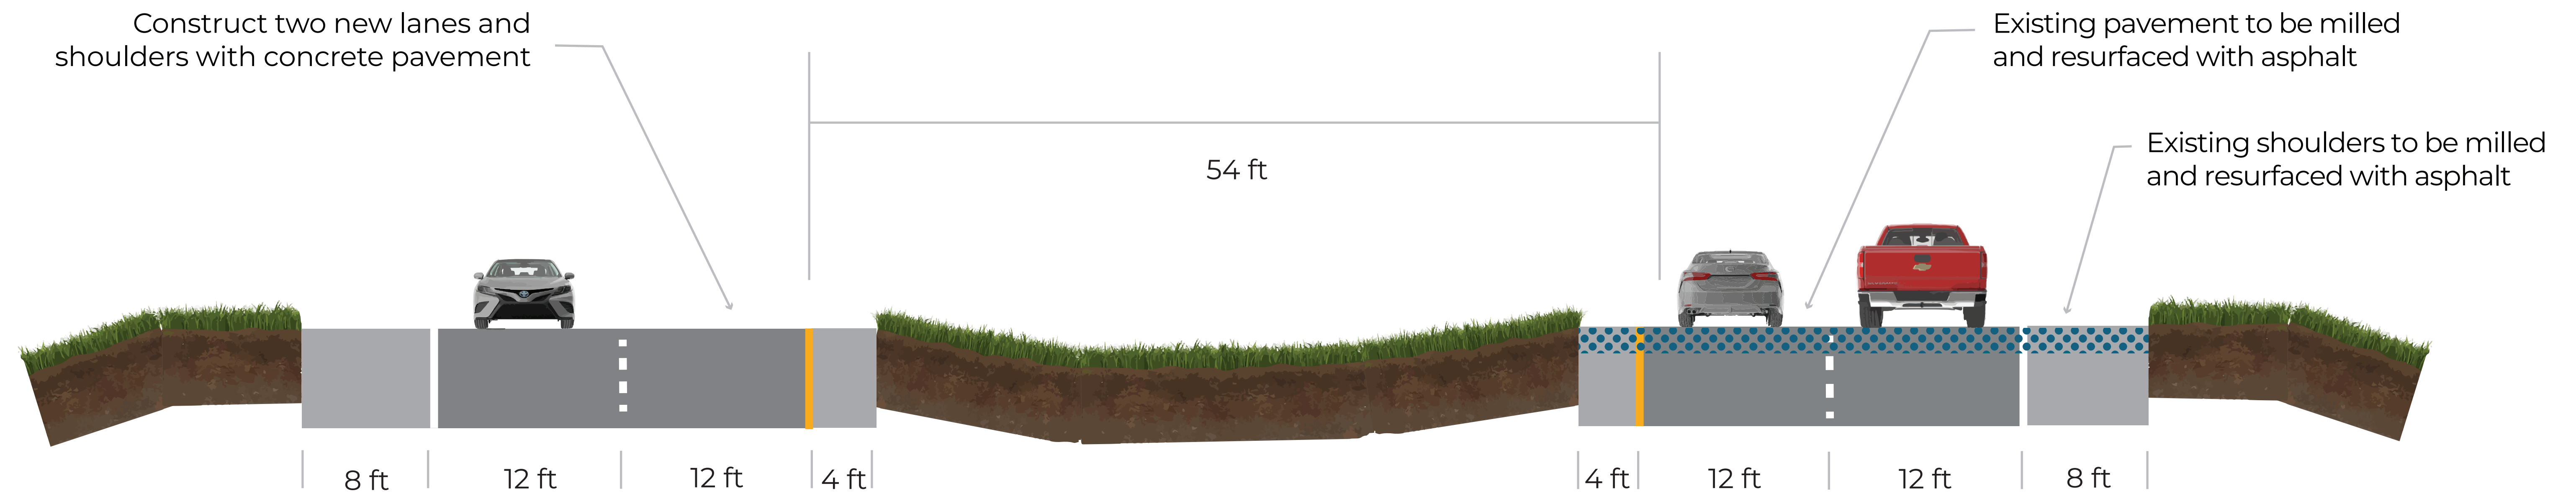 Construct two new lanes and
shoulders with concrete pavement
Existing pavement to be milled
and resurfaced with asphalt
Existing shoulders to be milled
and resurfaced with asphalt
54 ft
8 ft
12 ft
12 ft
4 ft
4 ft
12 ft
12 ft
8 ft